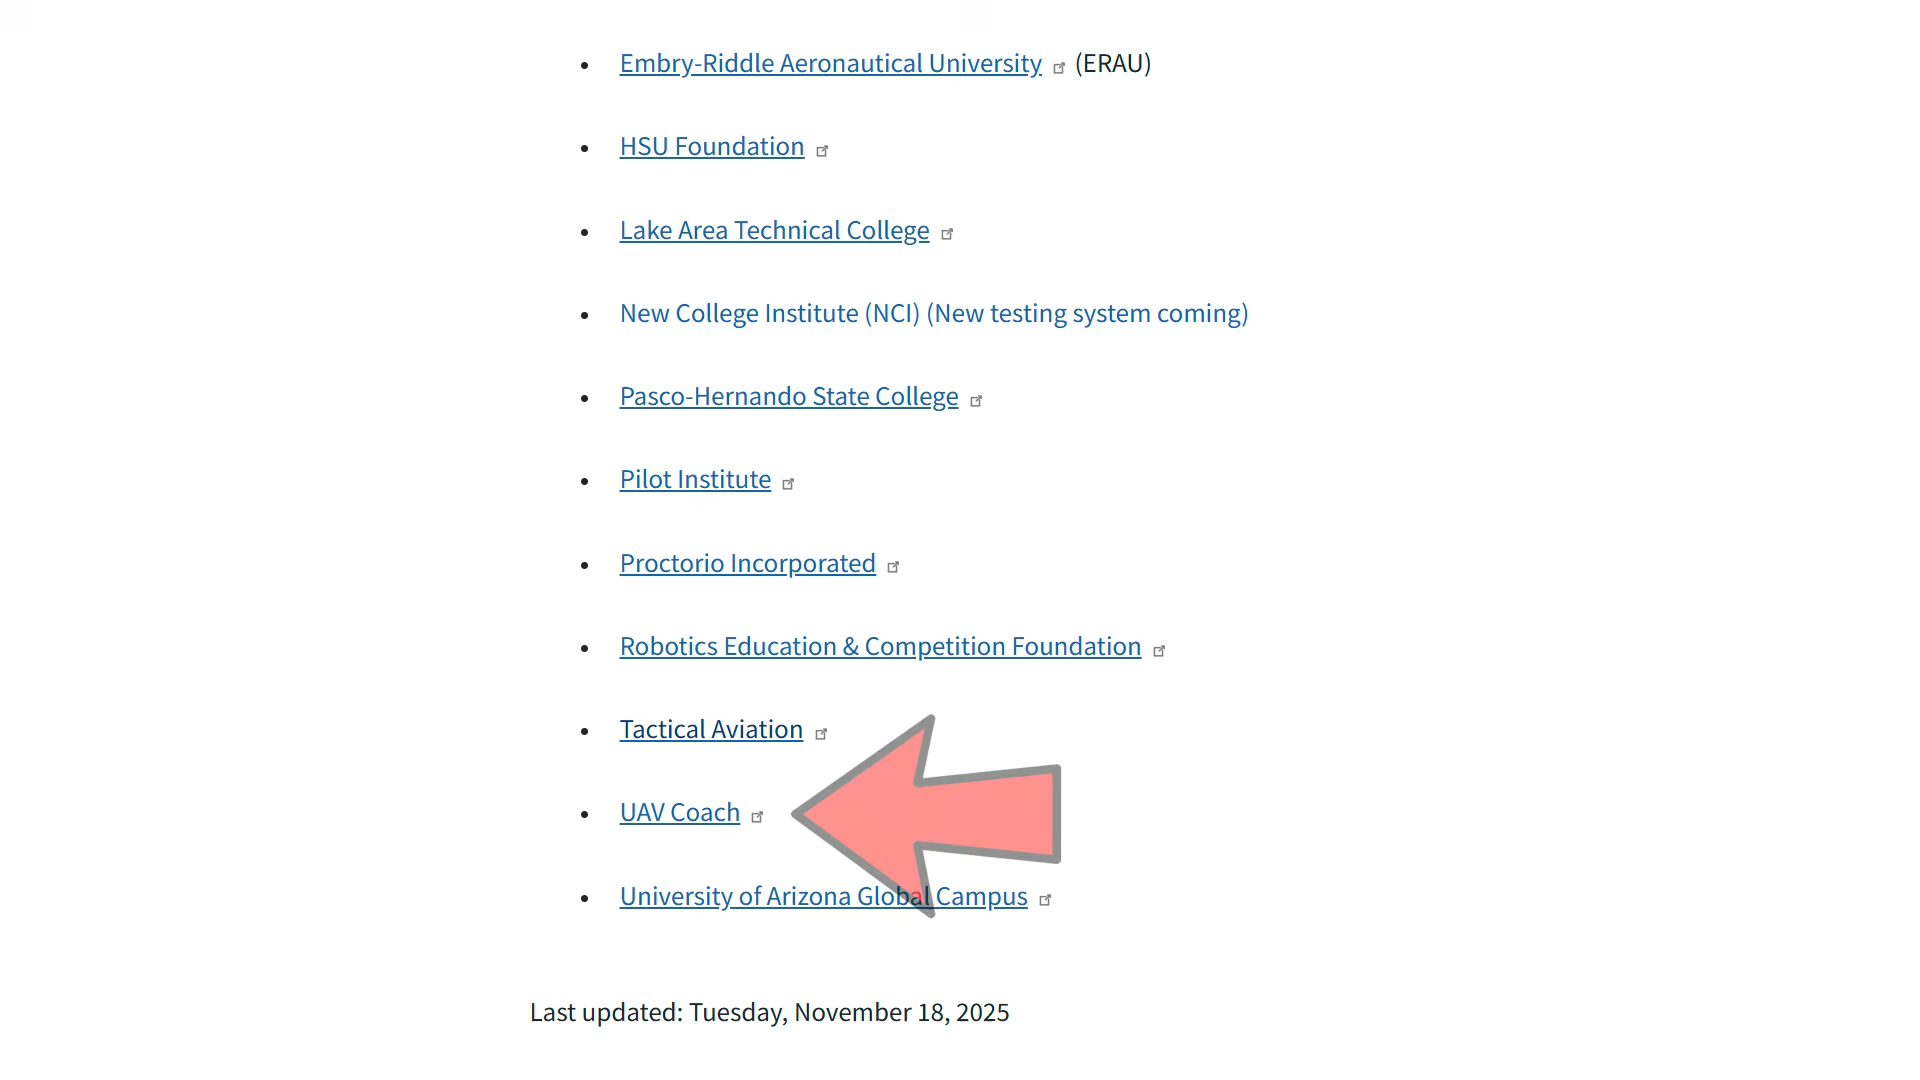 Embry-Riddle Aeronautical University (ERAU)
HSU Foundation
Lake Area Technical College
New College Institute (NCI) (New testing system coming)
Pasco-Hernando State College
Pilot Institute
Proctorio Incorporated
Robotics Education & Competition Foundation
Tactical Aviation
UAV Coach
University of Arizona Global Campus
Last updated: Tuesday, November 18, 2025